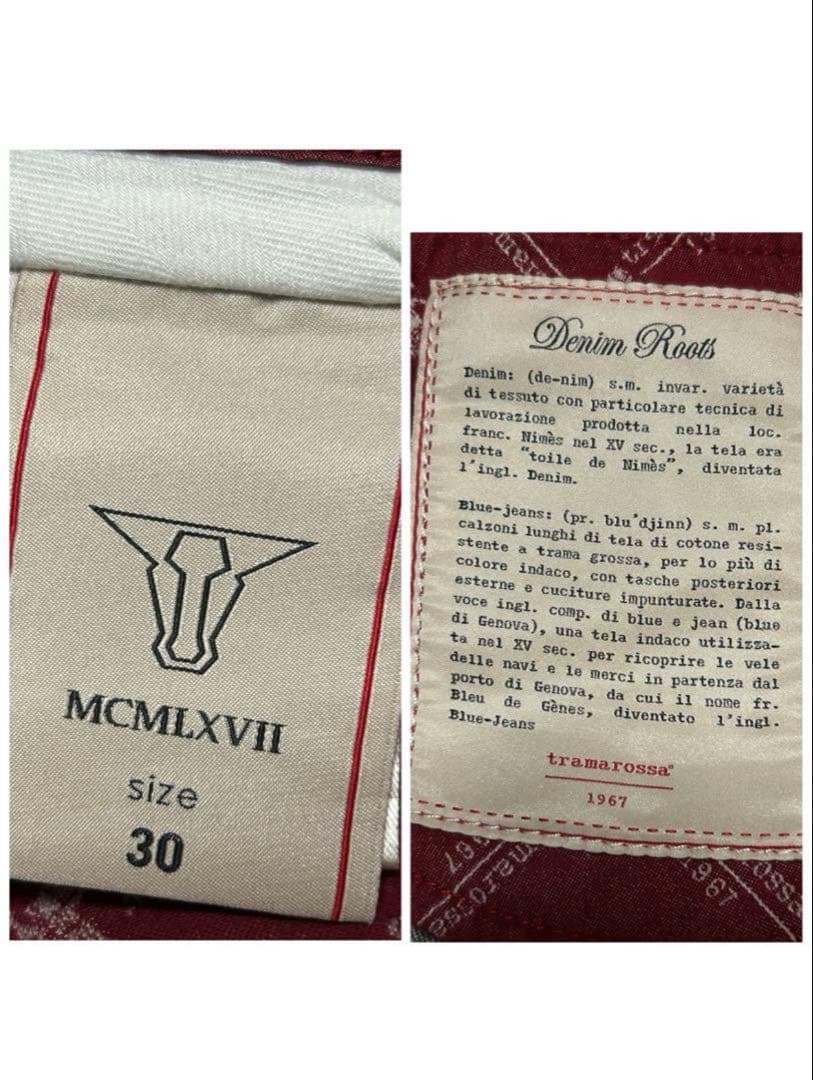 MCMLXVII
size
30
Denim Roots
Denim: (de-nim) s.m. invar. varietà
di tessuto con particolare tecnica di
lavorazione prodotta nella loc.
franc. Nimès nel XV sec., la tela era
detta "toile de Nimès", diventata
l'ingl. Denim.
Blue-jeans: (pr. blu'djinn) s. m. pl.
calzoni lunghi di tela di cotone resi-
stente a trama grossa, per lo più di
colore indaco, con tasche posteriori
esterne e cuciture impunturate. Dalla
voce ingl. comp. di blue e jean (blue
di Genova), una tela indaco utilizza-
ta nel XV sec. per ricoprire le vele
delle navi e le merci in partenza dal
porto di Genova, da cui il nome fr.
Bleu de Gènes, diventato l'ingl.
Blue-Jeans
tramarossa®
1967
1967